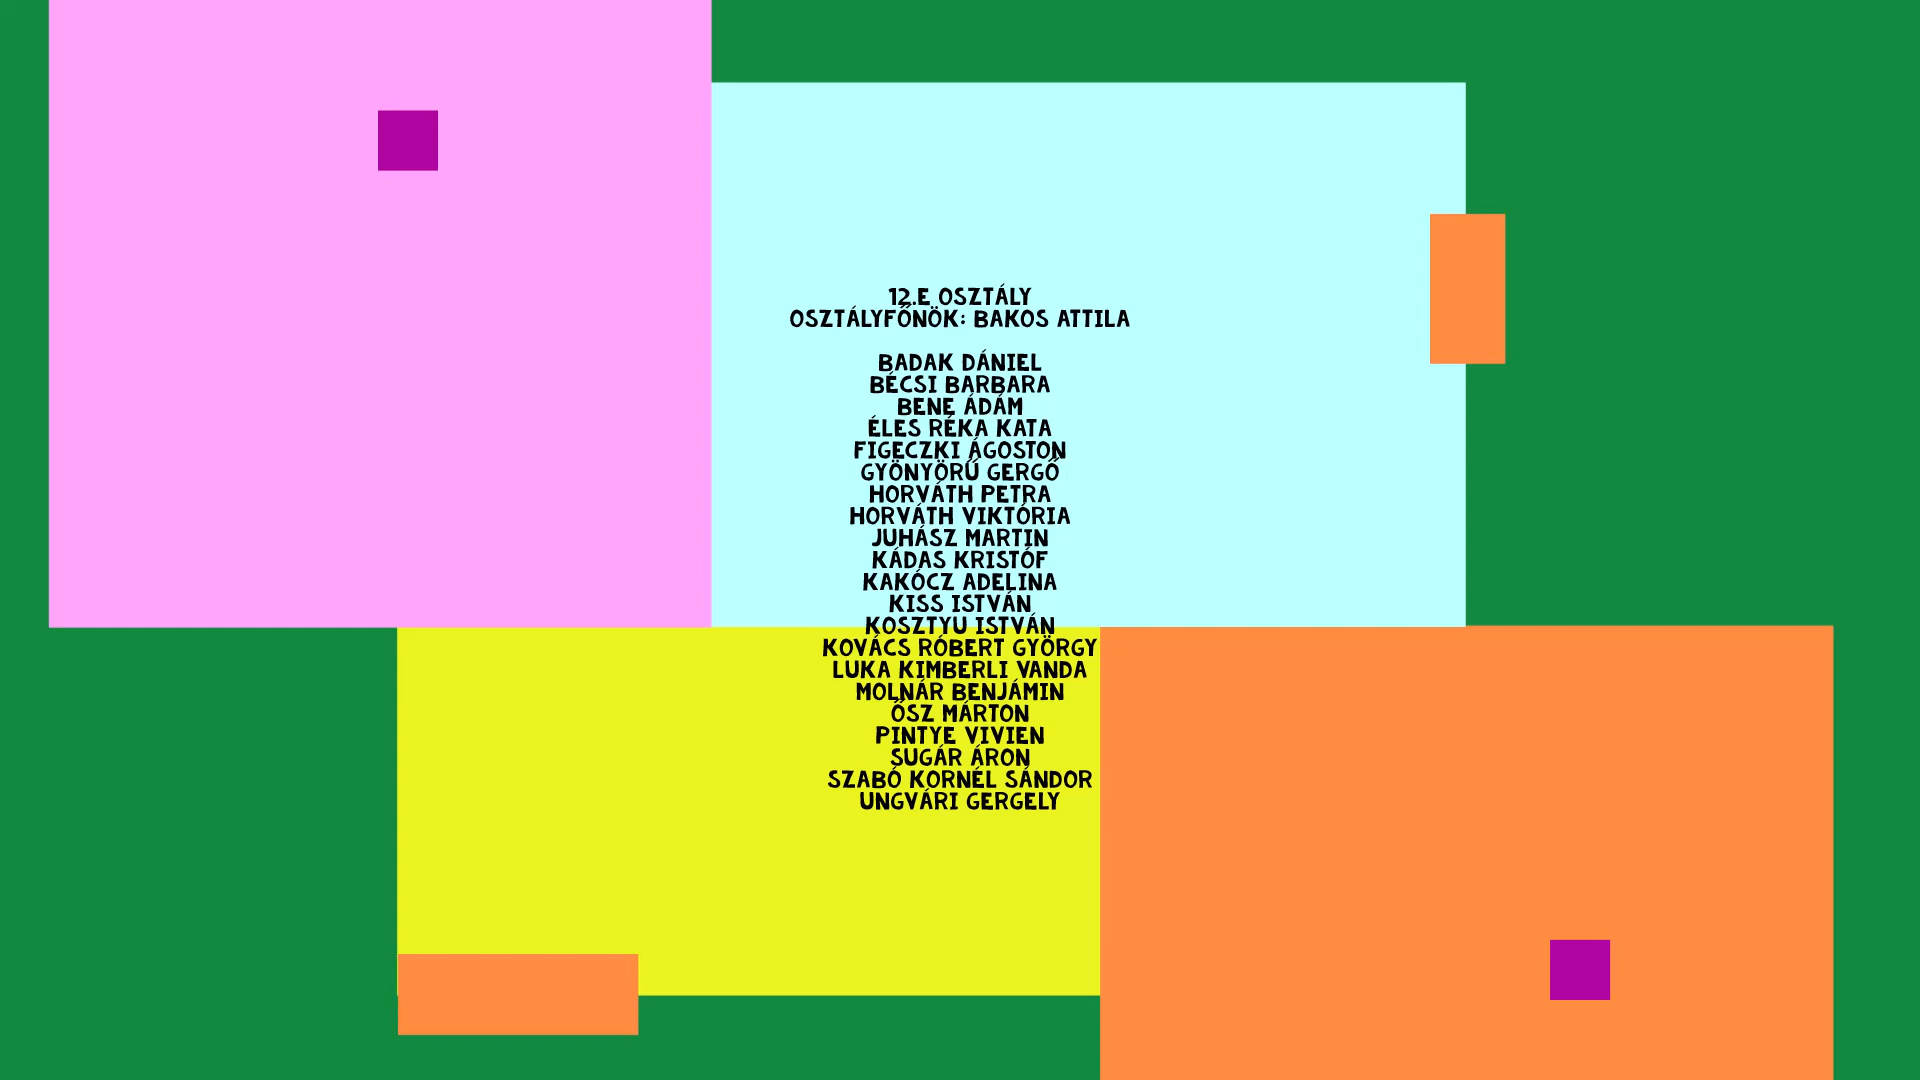 12.E OSZTÁLY
OSZTÁLYFŐNÖK: BAKOS ATTILA
BADAK DÁNIEL
BÉCSI BARBARA
BENE ÁDÁM
ÉLES RÉKA KATA
FIGECZKI ÁGOSTON
GYÖNYÖRŰ GERGŐ
HORVÁTH PETRA
HORVÁTH VIKTÓRIA
JUHÁSZ MARTIN
KÁDAS KRISTÓF
KAKÓCZ ADELINA
KISS ISTVÁN
KOSZTYU ISTVÁN
KOVÁCS RÓBERT GYÖRGY
LUKA KIMBERLI VANDA
MOLNÁR BENJÁMIN
ŐSZ MÁRTON
PINTYE VIVIEN
SUGÁR ÁRON
SZABÓ KORNÉL SÁNDOR
UNGVÁRI GERGELY